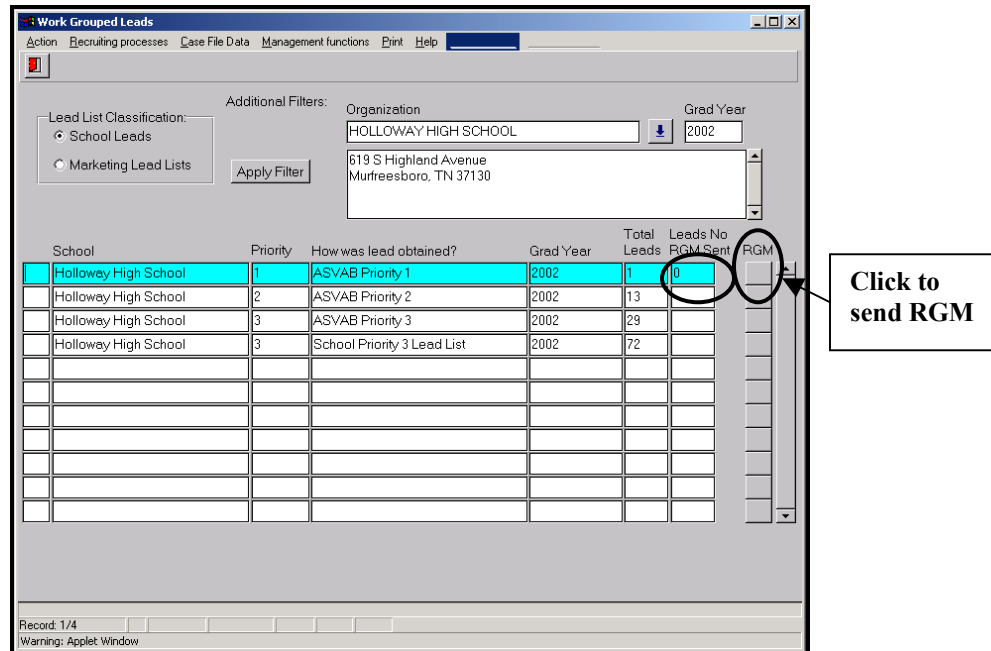 Work Grouped Leads
Action Recruiting processes Case File Data Management functions Print Help
Additional Filters:
Lead List Classification:
School Leads
Marketing Lead Lists
Apply Filter
Organization Grad Year
HOLLOWAY HIGH SCHOOL 2002
619 S Highland Avenue
Murfreesboro, TN 37130
Total Leads No
School Priority How was lead obtained? Grad Year Leads RGM Sent RGM
Holloway High School 1 ASVAB Priority 1 2002 1 0
Holloway High School 2 ASVAB Priority 2 2002 13
Holloway High School 3 ASVAB Priority 3 2002 29
Holloway High School 3 School Priority 3 Lead List 2002 72
Click to
send RGM
Record: 1/4
Warning: Applet Window